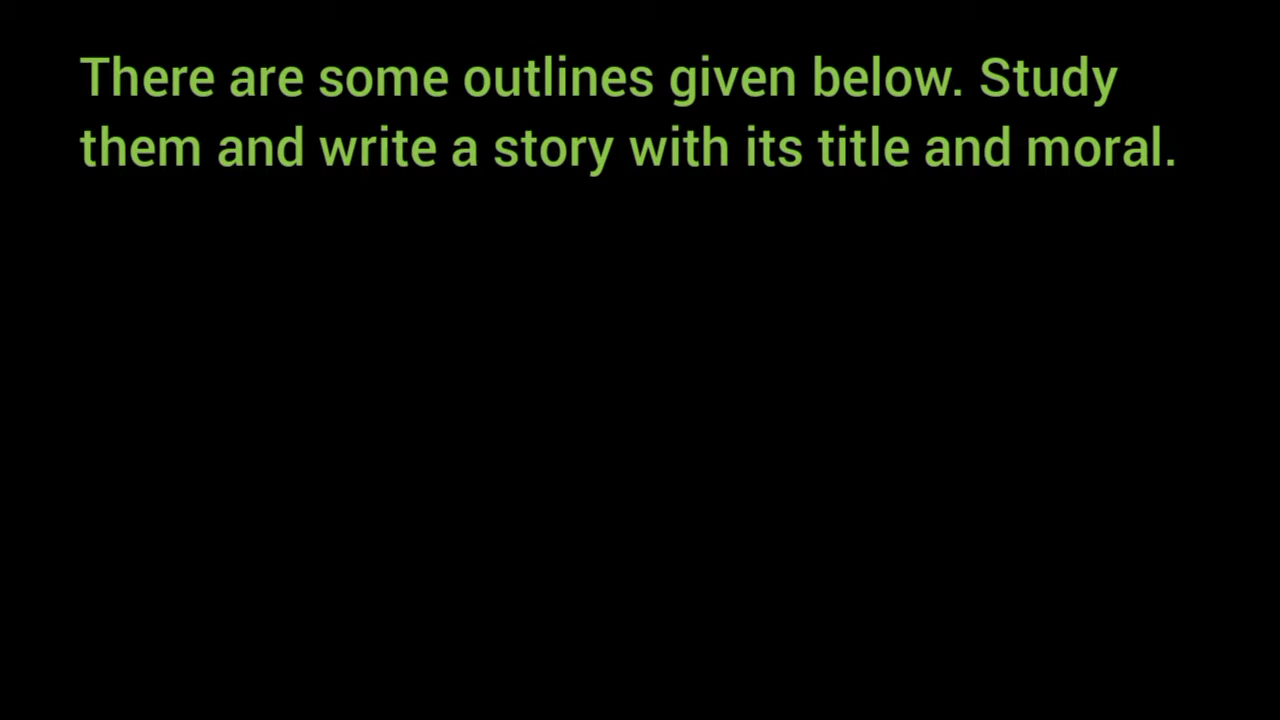 There are some outlines given below. Study
them and write a story with its title and moral.